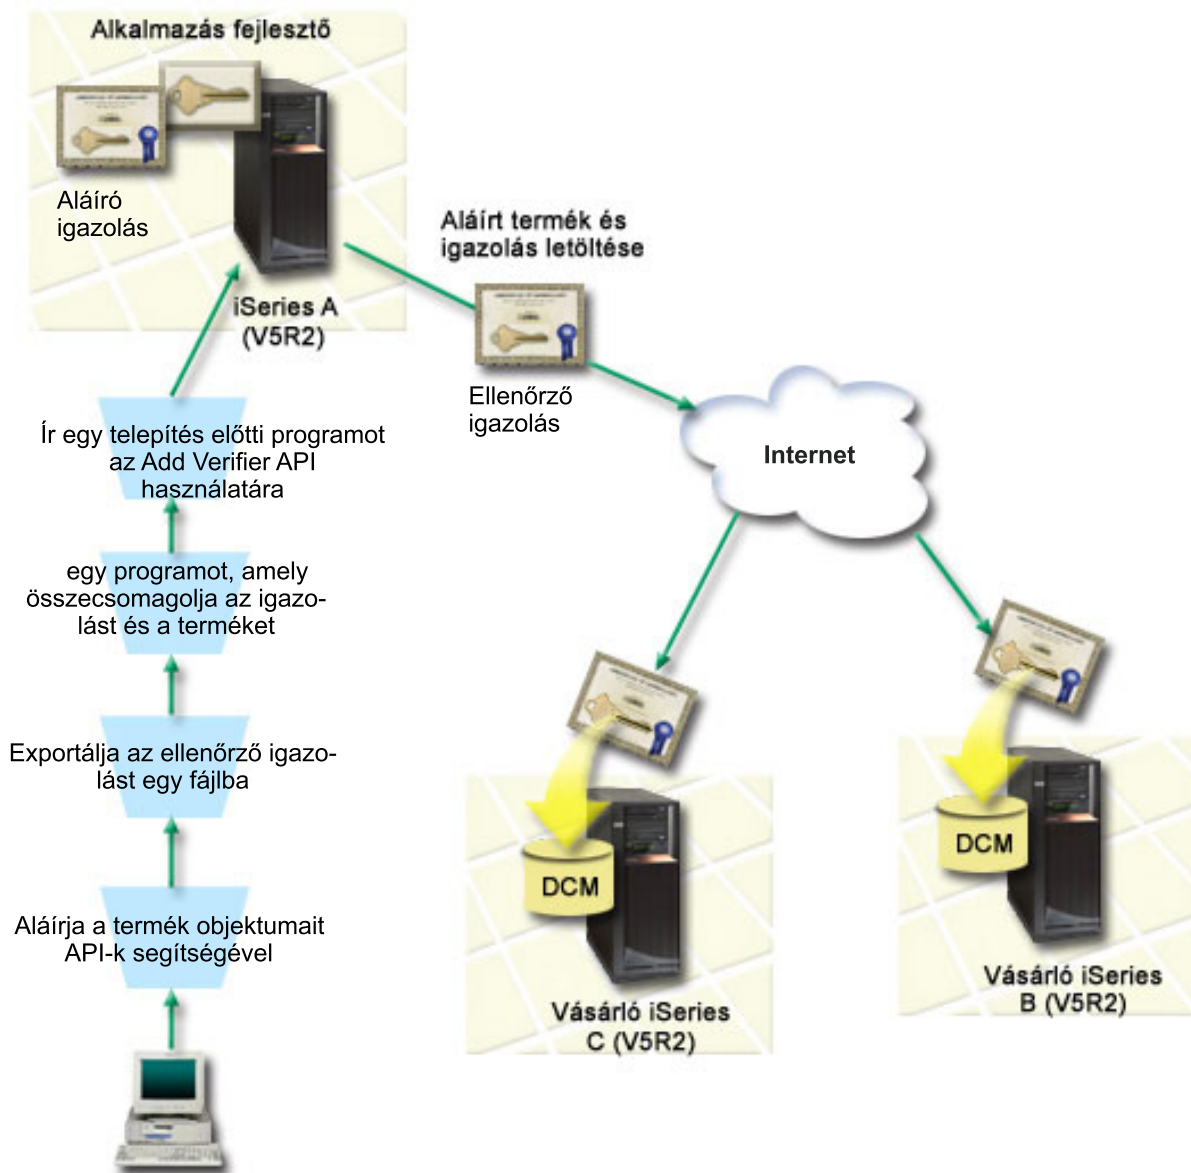 Alkalmazás fejlesztő
Aláíró
igazolás
iSeries A
(V5R2)
Aláírt termék és
igazolás letöltése
Ellenőrző
igazolás
Internet
Ír egy telepítés előtti programot
az Add Verifier API
használatára
egy programot, amely
összecsomagolja az igazo-
lást és a terméket
Exportálja az ellenőrző igazo-
lást egy fájlba
Aláírja a termék objektumait
API-k segítségével
DCM
Vásárló iSeries
C (V5R2)
DCM
Vásárló iSeries
B (V5R2)